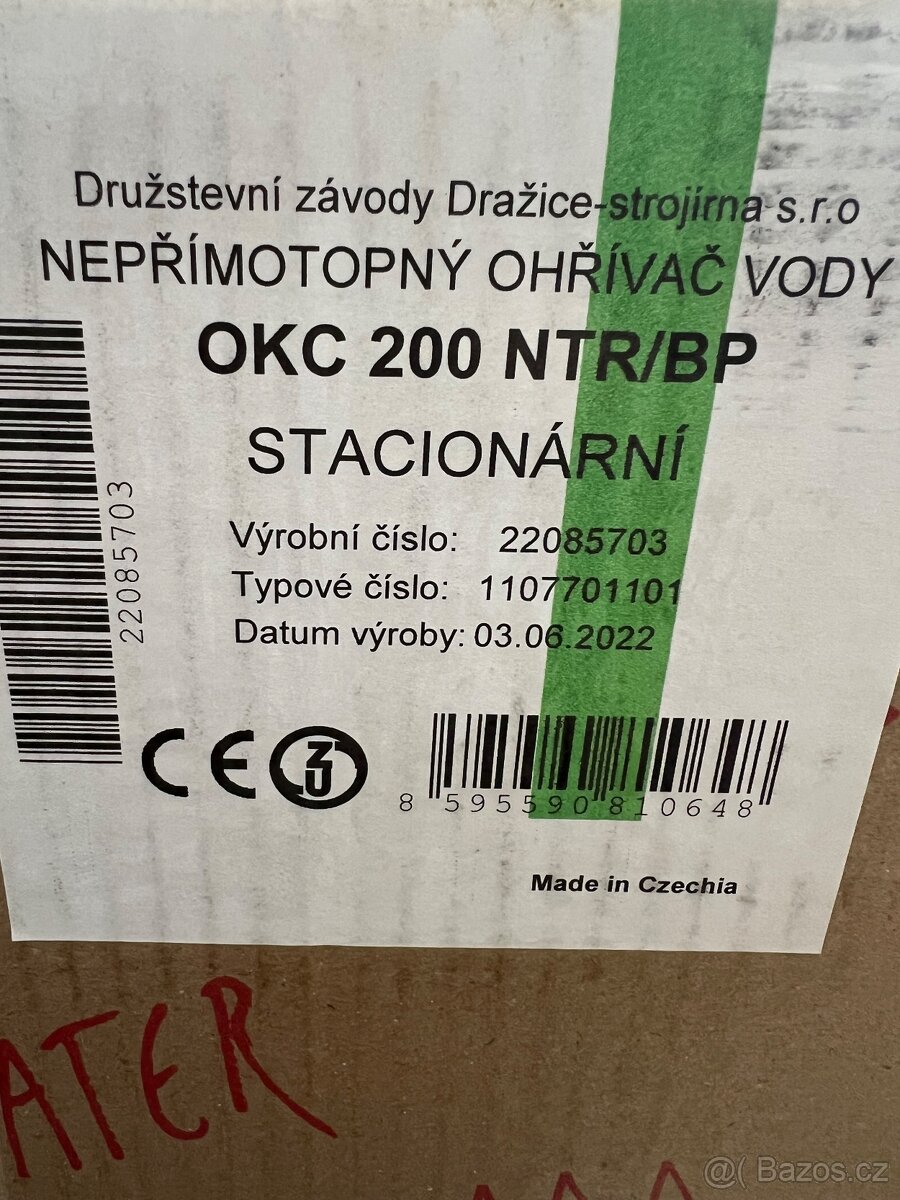 Družstevní závody Dražice-strojírna s.r.o
NEPŘÍMOTOPNÝ OHŘÍVAČ VODY
OKC 200 NTR/BP
STACIONÁRNÍ
22085703
Výrobní číslo: 22085703
Typové číslo: 1107701101
Datum výroby: 03.06.2022
CE
8 595590 810648
Made in Czechia
ATER
@( Bazos.cz